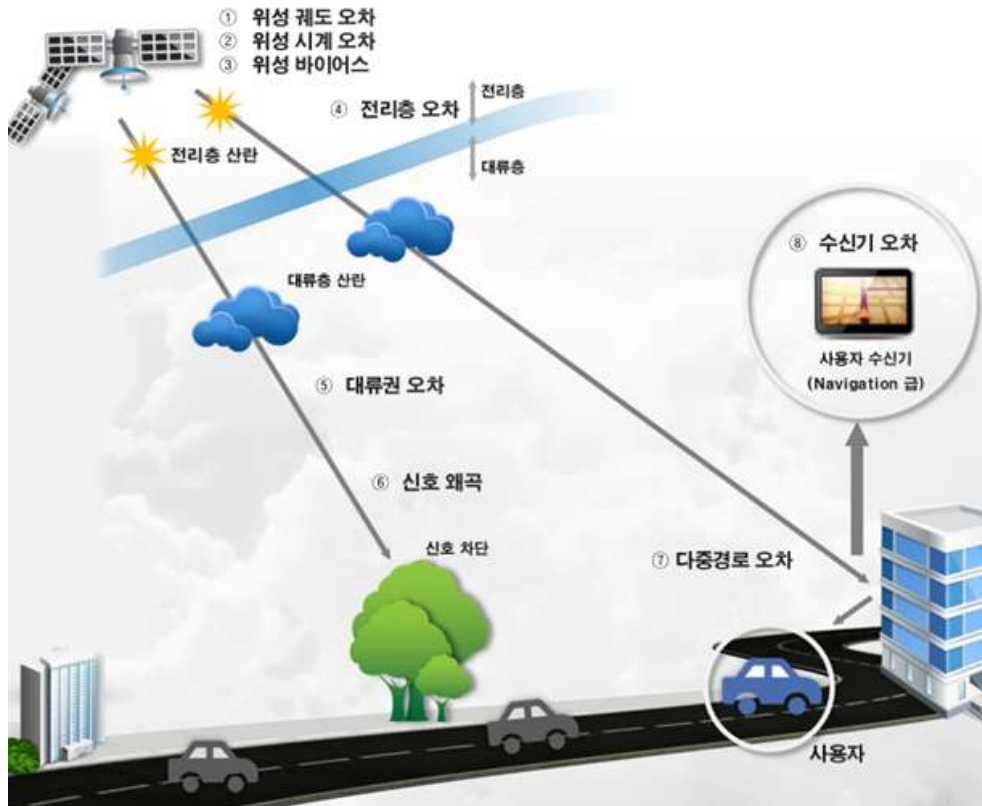 ① 위성 궤도 오차
② 위성 시계 오차
③ 위성 바이어스
④ 전리층 오차
전리층
대류층
전리층 산란
대류층 산란
⑧ 수신기 오차
사용자 수신기
(Navigation 급)
⑤ 대류권 오차
⑥ 신호 왜곡
신호 차단
⑦ 다중경로 오차
사용자